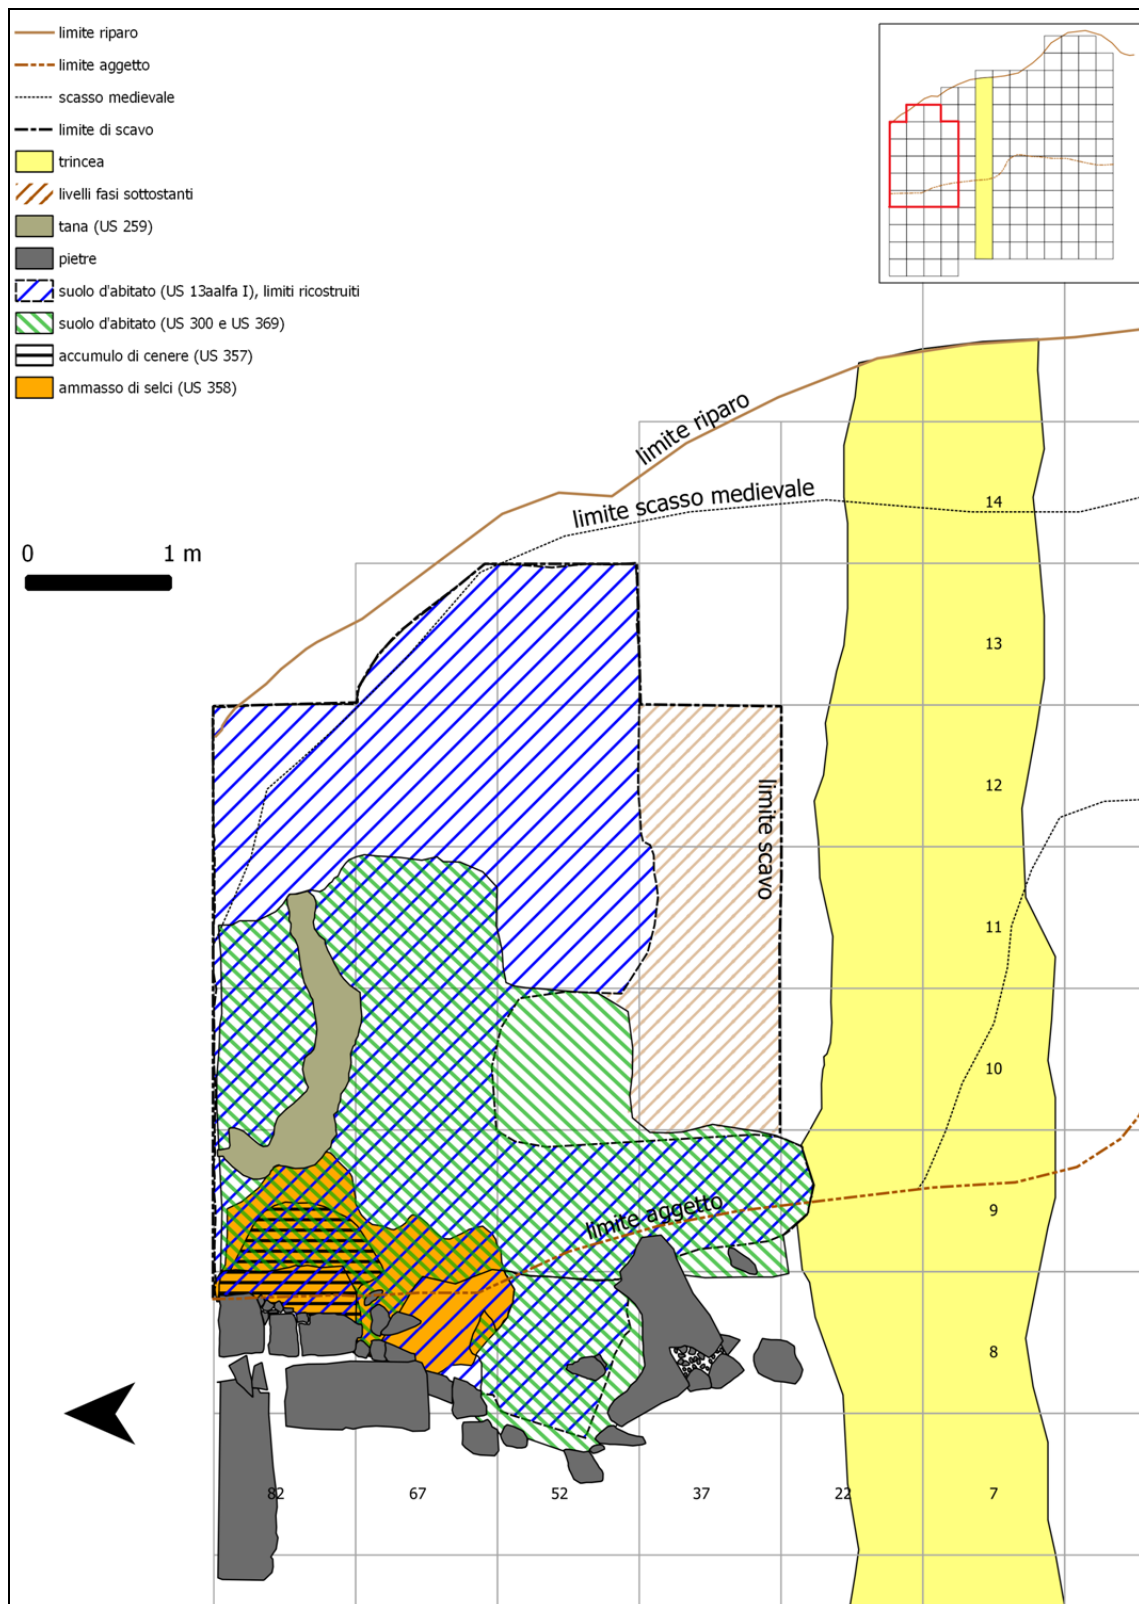 limite riparo
limite aggetto
scasso medievale
limite di scavo
trincea
livelli fasi sottostanti
tana (US 259)
pietre
suolo d'abitato (US 13aalfa I), limiti ricostruiti
suolo d'abitato (US 300 e US 369)
accumulo di cenere (US 357)
ammasso di selci (US 358)
limite riparo
limite scasso medievale
14
0 1 m
13
12
limite scavo
11
10
limite aggetto
9
8
82 67 52 37 22 7